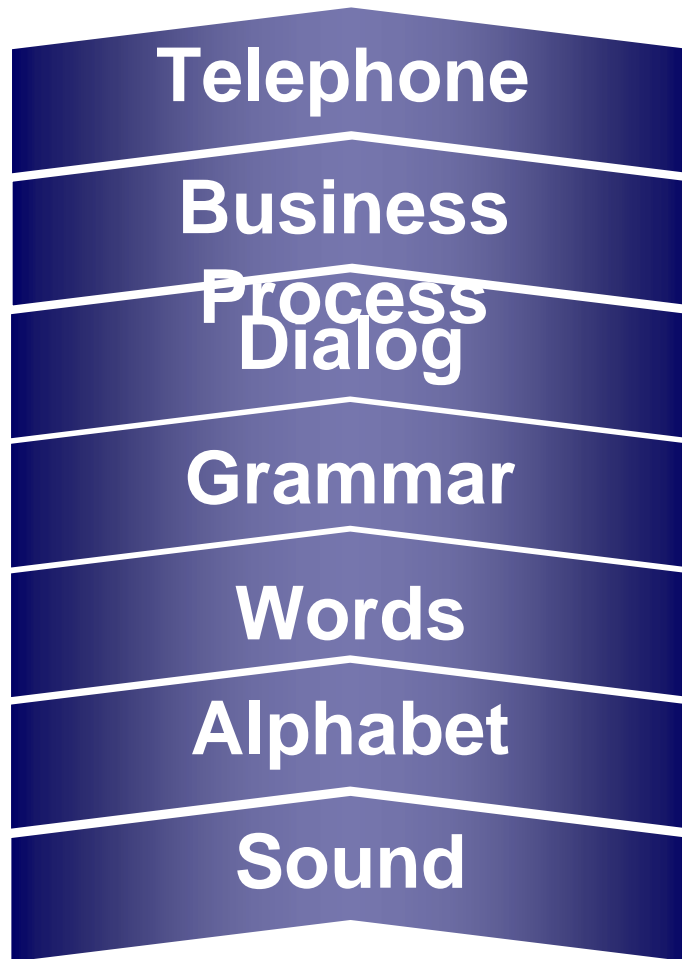 Telephone
Business
Process
Dialog
Grammar
Words
Alphabet
Sound